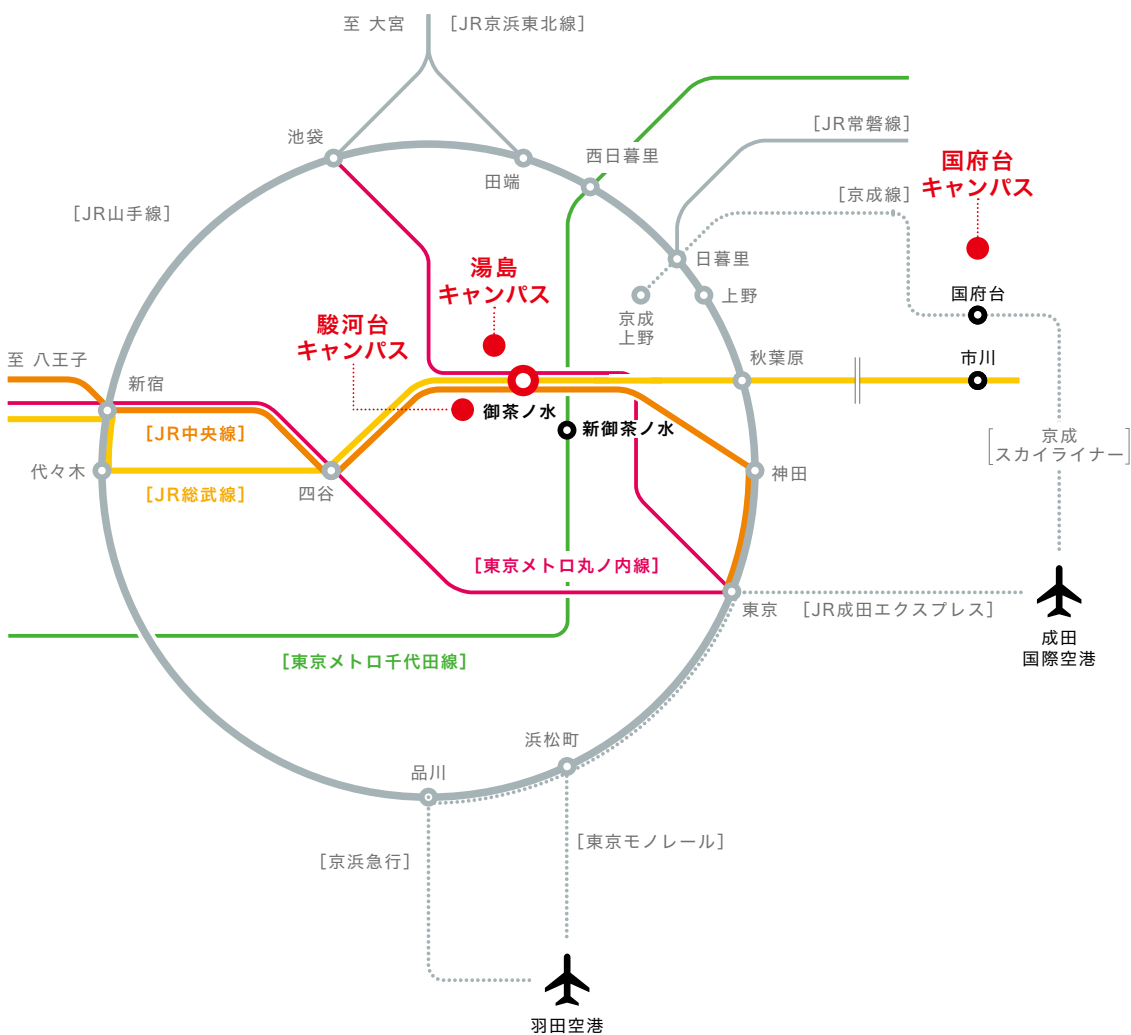 至 大宮
[JR京浜東北線]
[JR常磐線]
池袋
田端
西日暮里
国府台
キャンパス
[京成線]
[JR山手線]
日暮里
湯島
キャンパス
上野
国府台
京成
上野
駿河台
キャンパス
至 八王子
新宿
秋葉原
市川
御茶ノ水
新御茶ノ水
[JR中央線]
[京成
スカイライナー]
代々木
四谷
神田
[JR総武線]
[東京メトロ丸ノ内線]
東京
[JR成田エクスプレス]
成田
国際空港
[東京メトロ千代田線]
浜松町
品川
[東京モノレール]
[京浜急行]
羽田空港